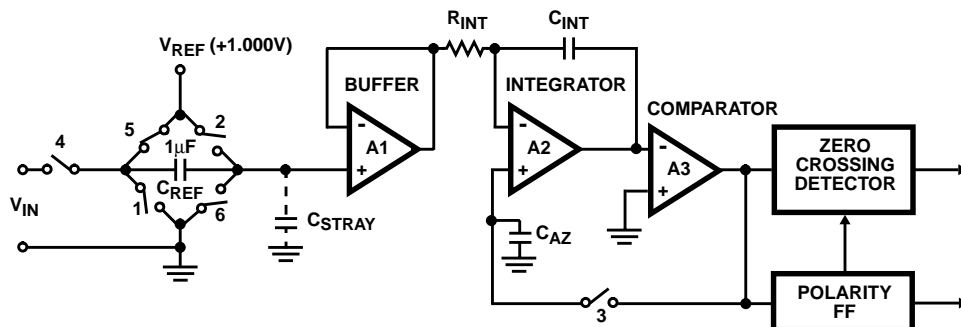 V_REF (+1.000V)
R_INT
C_INT
BUFFER
INTEGRATOR
COMPARATOR
4
5
2
1μF
C_REF
1
6
V_IN
C_STRAY
-
A1
+
-
A2
+
-
A3
+
C_AZ
3
ZERO
CROSSING
DETECTOR
POLARITY
FF